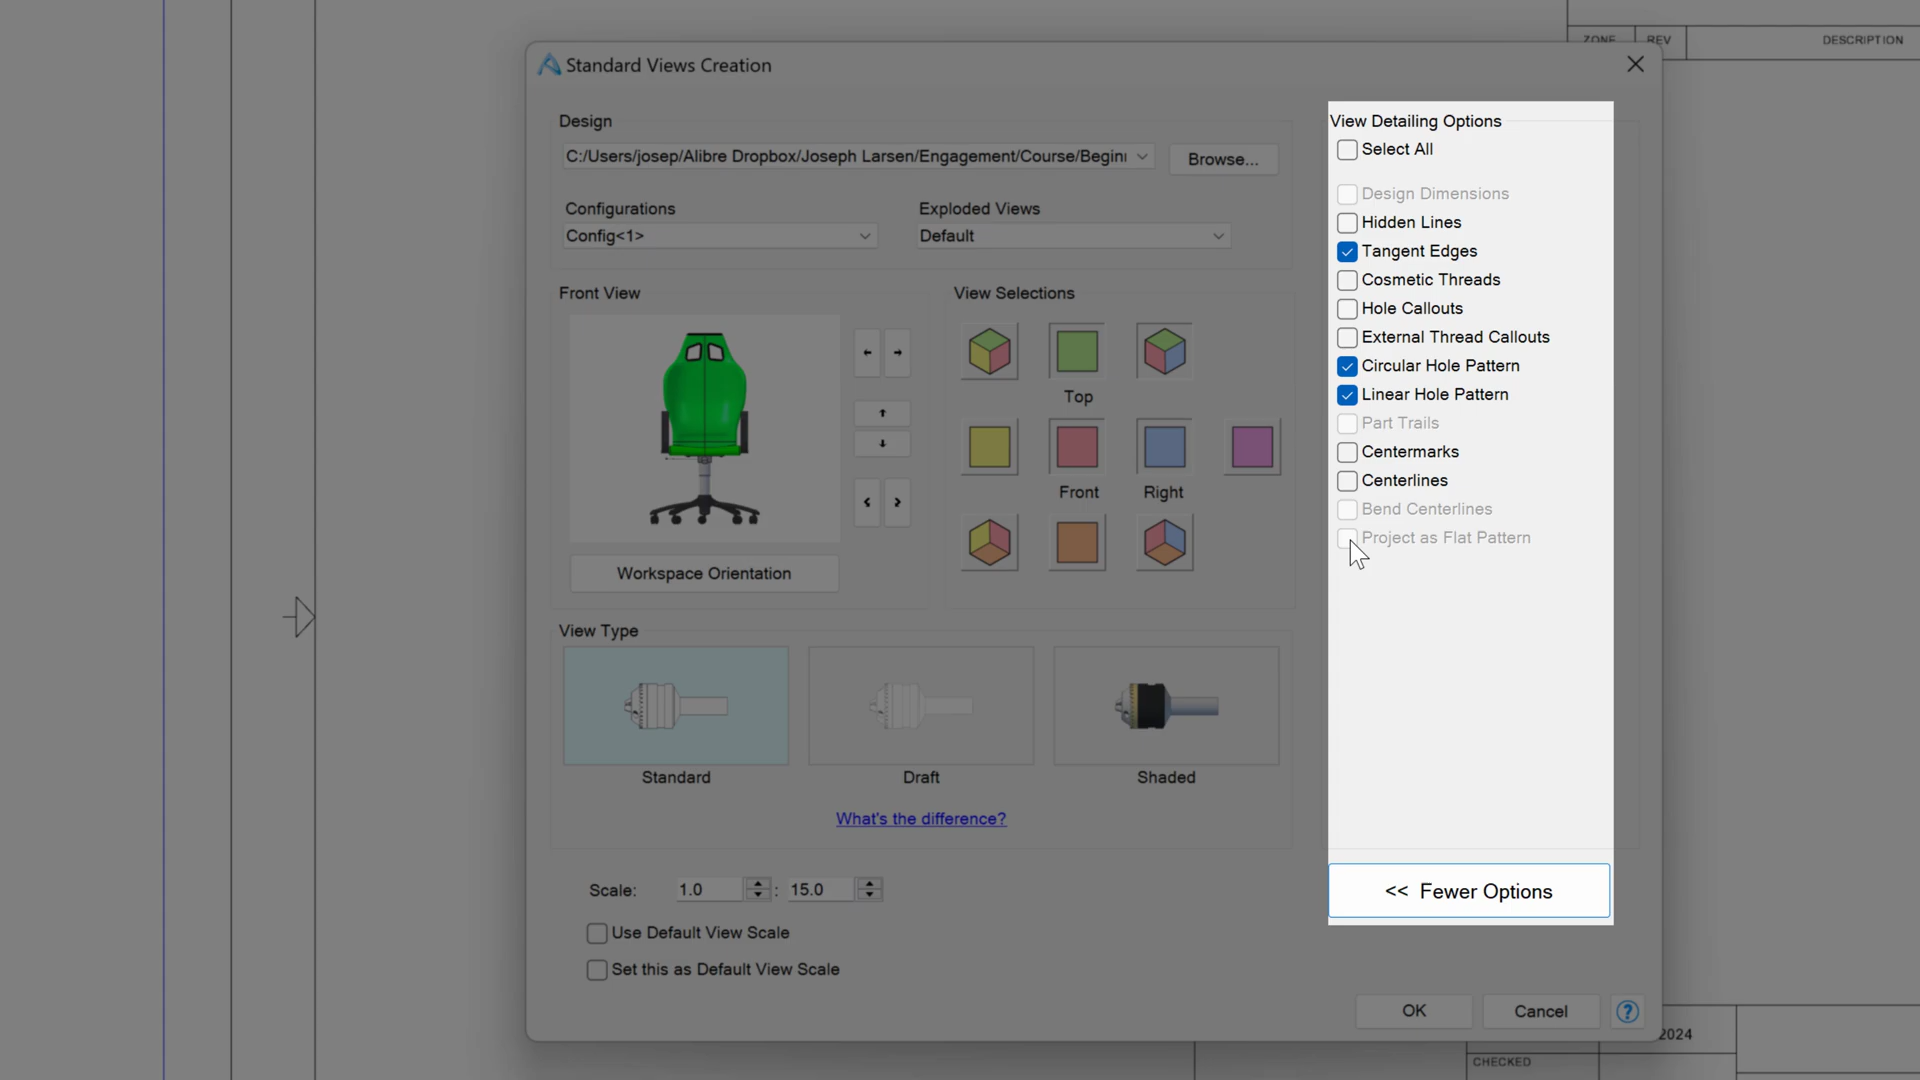 ZONE REV DESCRIPTION
Standard Views Creation
Design
C:/Users/josep/Alibre Dropbox/Joseph Larsen/Engagement/Course/Begin
Browse...
Configurations
Config<1>
Exploded Views
Default
Front View
Workspace Orientation
View Selections
Top
Front
Right
View Type
Standard
Draft
Shaded
What's the difference?
Scale: 1.0 : 15.0
Use Default View Scale
Set this as Default View Scale
View Detailing Options
Select All
Design Dimensions
Hidden Lines
Tangent Edges
Cosmetic Threads
Hole Callouts
External Thread Callouts
Circular Hole Pattern
Linear Hole Pattern
Part Trails
Centermarks
Centerlines
Bend Centerlines
Project as Flat Pattern
<< Fewer Options
OK
Cancel
?
2024
CHECKED